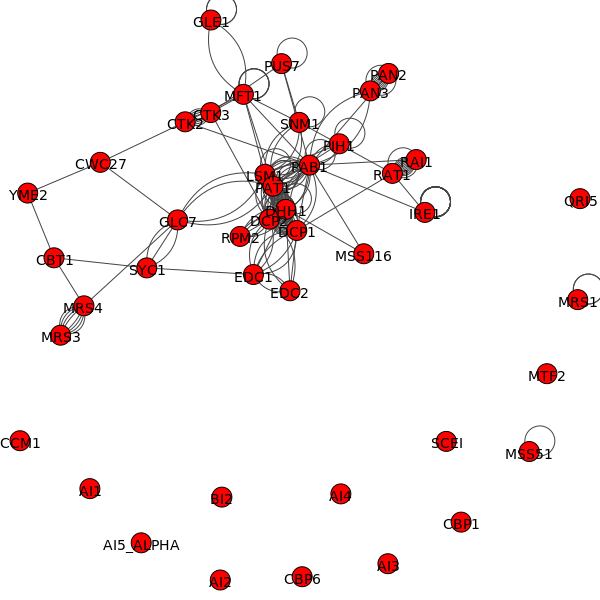 GLE1
PUS7
PAN2
MFT1
PAN3
CTK3
CTK2
SNM1
PIH1
CWC27
PAB1
RAI1
LSM1
RAT1
PAT1
YME2
QRI5
DHH1
IRE1
GLC7
DCP2
DCP1
RPM2
MSS116
CBT1
SYC1
EDC1
EDC2
MRS1
MRS4
MRS3
MTF2
CCM1
SCEI
MSS51
AI1
BI2
AI4
CBP1
AI5_ALPHA
AI3
AI2
CBP6